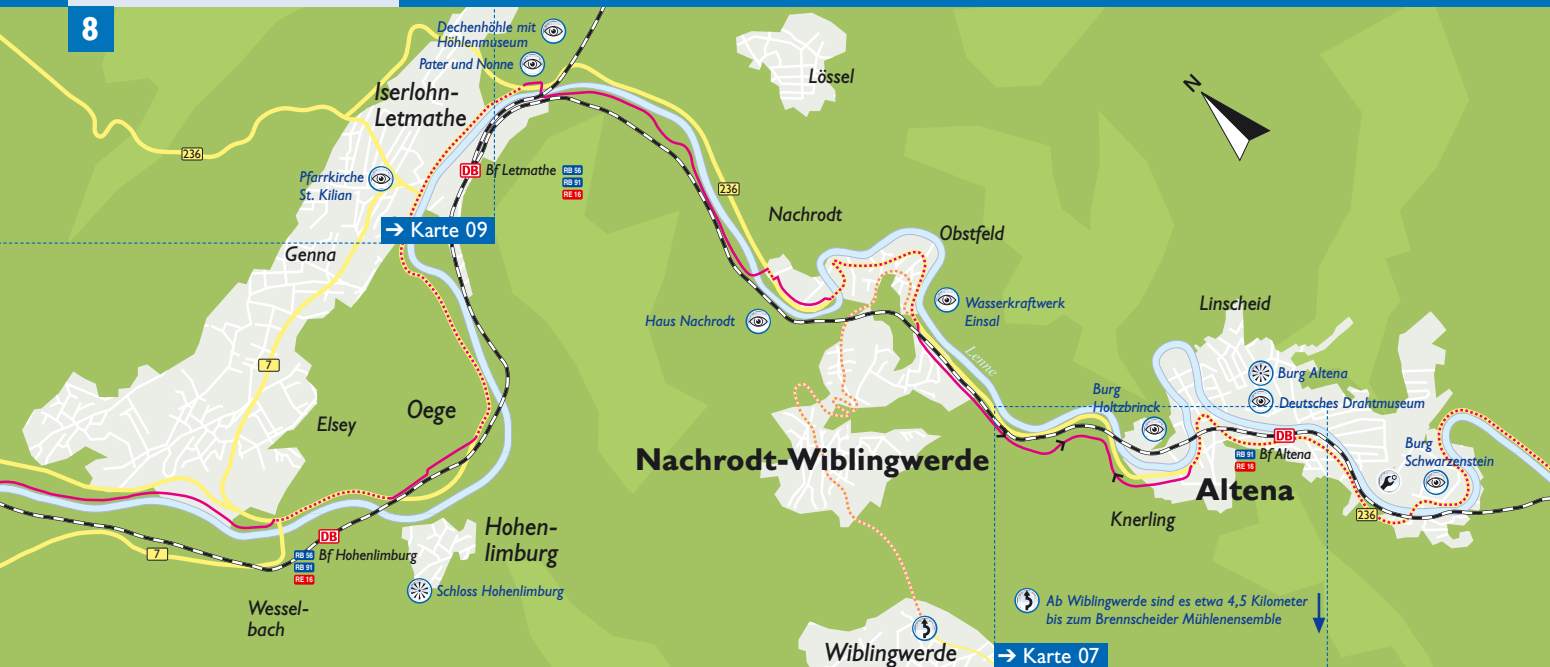 8
Dechenhöhle mit
Höhlenmuseum
Pater und Nonne
Iserlohn-
Letmathe
Lössel
N
236
Pfarrkirche
St. Kilian
DB Bf Letmathe
RB 56
RB 91
RE 16
236
Nachrodt
Obstfeld
→ Karte 09
Genna
Haus Nachrodt
Wasserkraftwerk
Einsal
Linscheid
Lenne
7
Burg Altena
Deutsches Drahtmuseum
Burg
Holtzbrinck
Elsey
Oege
DB
RB 91
RE 16
Bf Altena
Burg
Schwarzenstein
Nachrodt-Wiblingwerde
Altena
Knerling
236
Hohen-
limburg
DB
RB 56
RB 91
RE 16
Bf Hohenlimburg
7
Schloss Hohenlimburg
Wessel-
bach
Ab Wiblingwerde sind es etwa 4,5 Kilometer
bis zum Brennscheider Mühlenensemble
Wiblingwerde
→ Karte 07